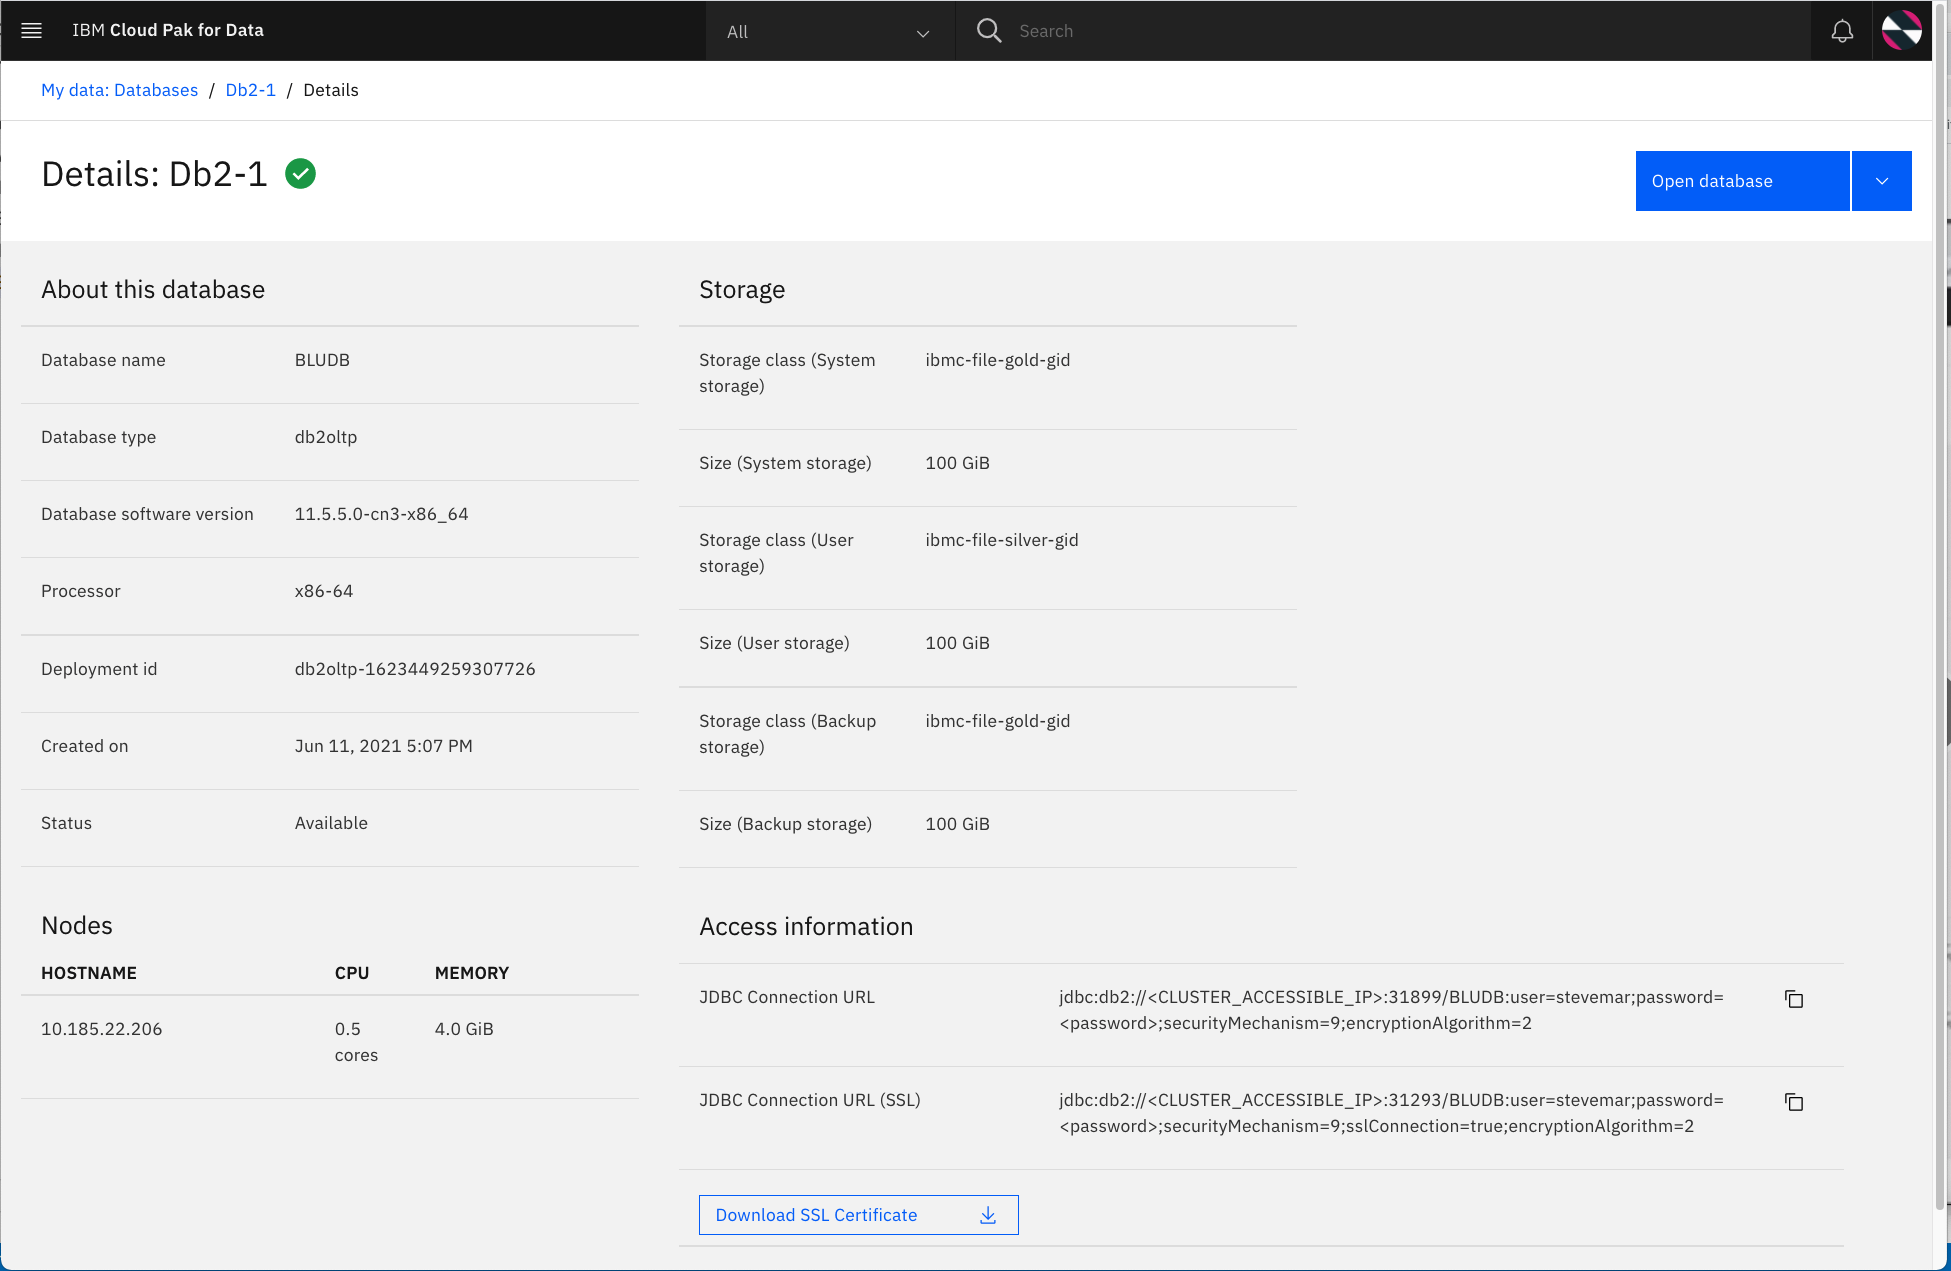 IBM Cloud Pak for Data
All
Search
My data: Databases / Db2-1 / Details
Details: Db2-1
Open database
About this database
Database name BLUDB
Database type db2oltp
Database software version 11.5.5.0-cn3-x86_64
Processor x86-64
Deployment id db2oltp-1623449259307726
Created on Jun 11, 2021 5:07 PM
Status Available
Storage
Storage class (System
storage) ibmc-file-gold-gid
Size (System storage) 100 GiB
Storage class (User
storage) ibmc-file-silver-gid
Size (User storage) 100 GiB
Storage class (Backup
storage) ibmc-file-gold-gid
Size (Backup storage) 100 GiB
Nodes
HOSTNAME CPU MEMORY
10.185.22.206 0.5 4.0 GiB
cores
Access information
JDBC Connection URL jdbc:db2://<CLUSTER_ACCESSIBLE_IP>:31899/BLUDB:user=stevemar;password=
<password>;securityMechanism=9;encryptionAlgorithm=2
JDBC Connection URL (SSL) jdbc:db2://<CLUSTER_ACCESSIBLE_IP>:31293/BLUDB:user=stevemar;password=
<password>;securityMechanism=9;sslConnection=true;encryptionAlgorithm=2
Download SSL Certificate